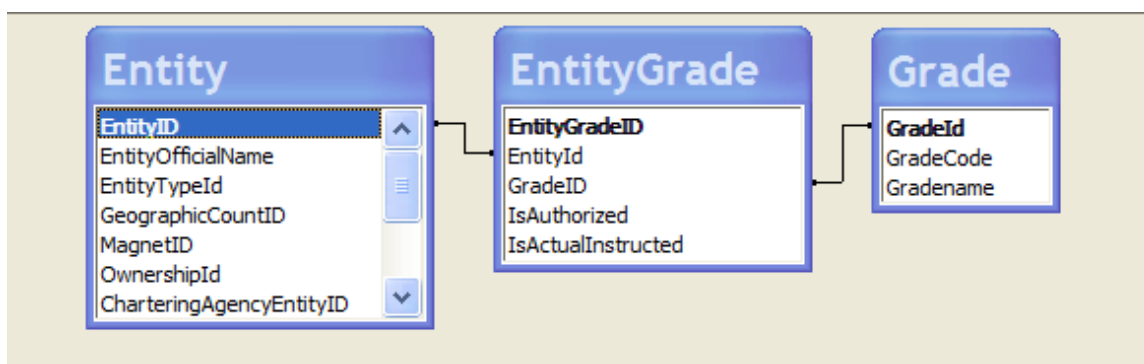 Entity
EntityID
EntityOfficialName
EntityTypeId
GeographicCountID
MagnetID
OwnershipId
CharteringAgencyEntityID
EntityGrade
EntityGradeID
EntityId
GradeID
IsAuthorized
IsActualInstructed
Grade
GradeId
GradeCode
Gradename